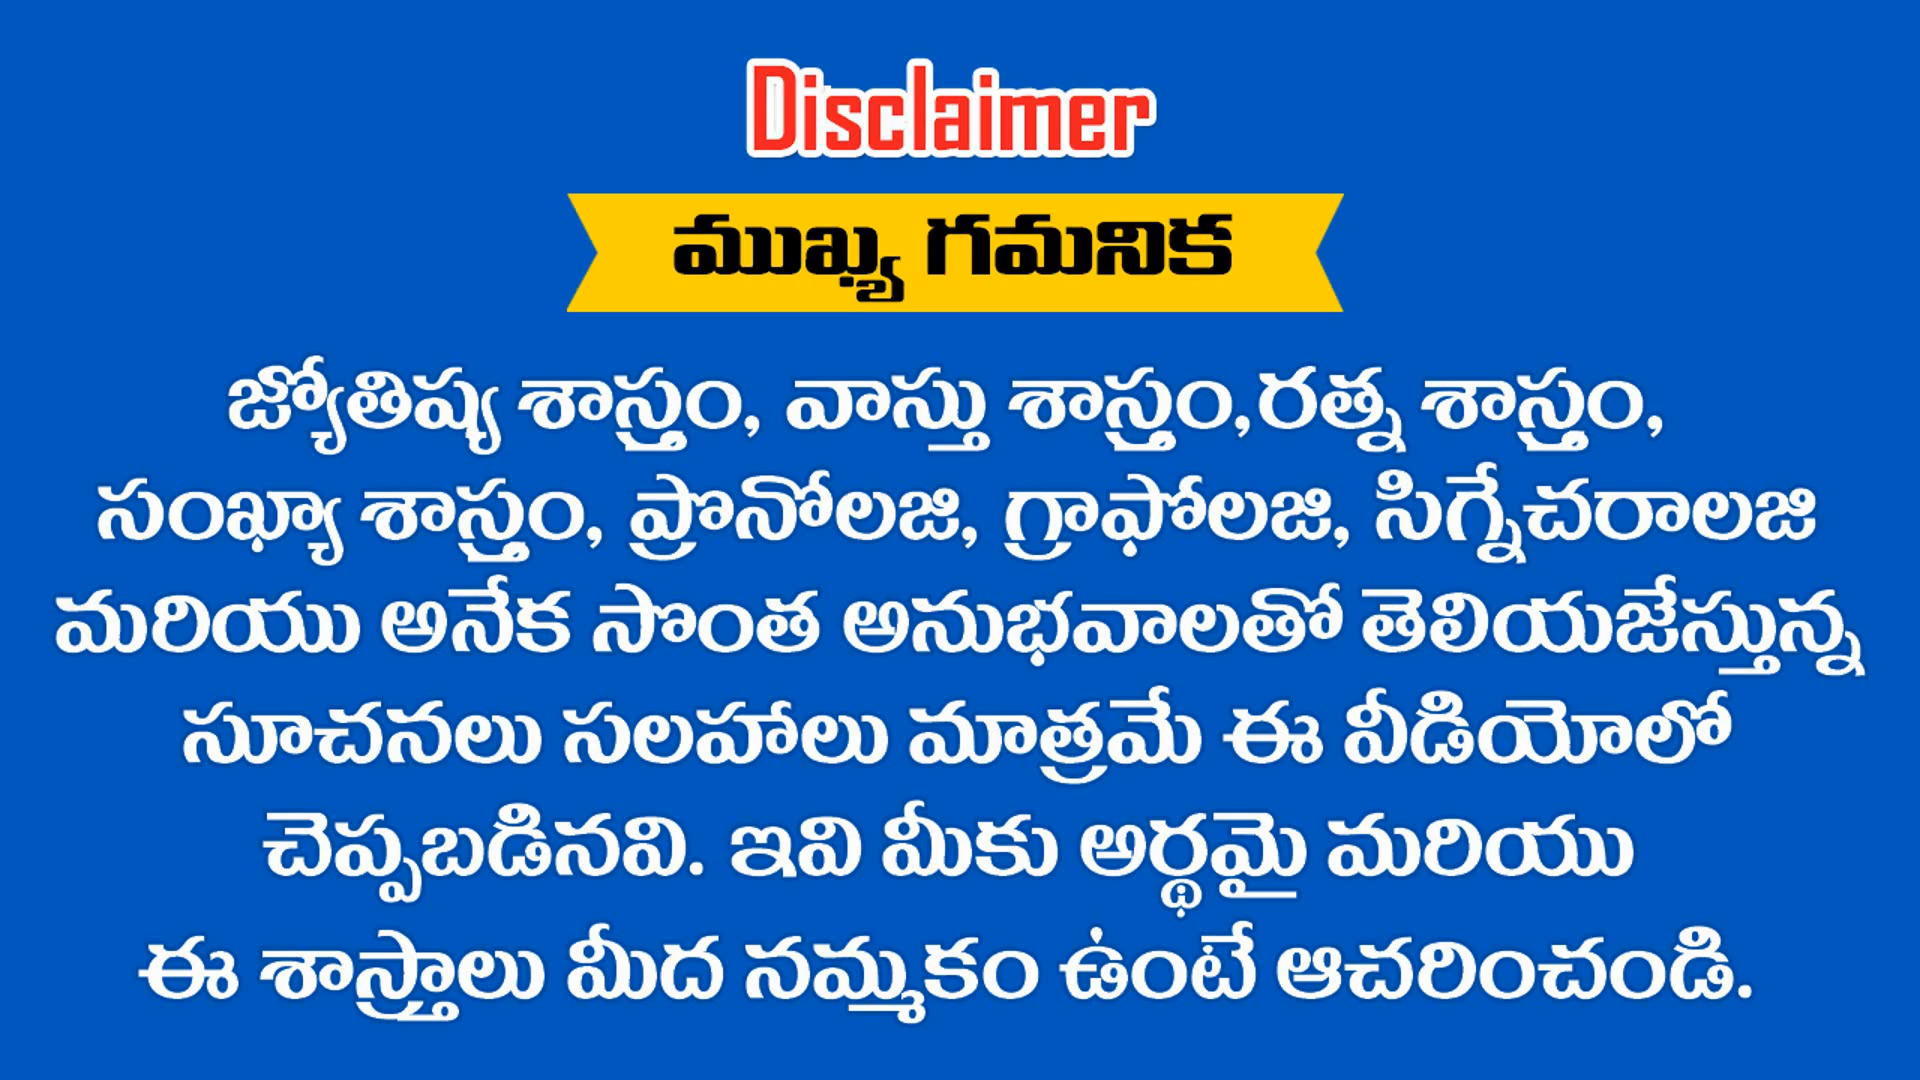 Disclaimer
ముఖ్య గమనిక
జ్యోతిష్య శాస్త్రం, వాస్తు శాస్త్రం,రత్న శాస్త్రం,
సంఖ్యా శాస్త్రం, ప్రొనోలజి, గ్రాఫోలజి, సిగ్నేచరాలజి
మరియు అనేక సొంత అనుభవాలతో తెలియజేస్తున్న
సూచనలు సలహాలు మాత్రమే ఈ వీడియోలో
చెప్పబడినవి. ఇవి మీకు అర్థమై మరియు
ఈ శాస్త్రాలు మీద నమ్మకం ఉంటే ఆచరించండి.